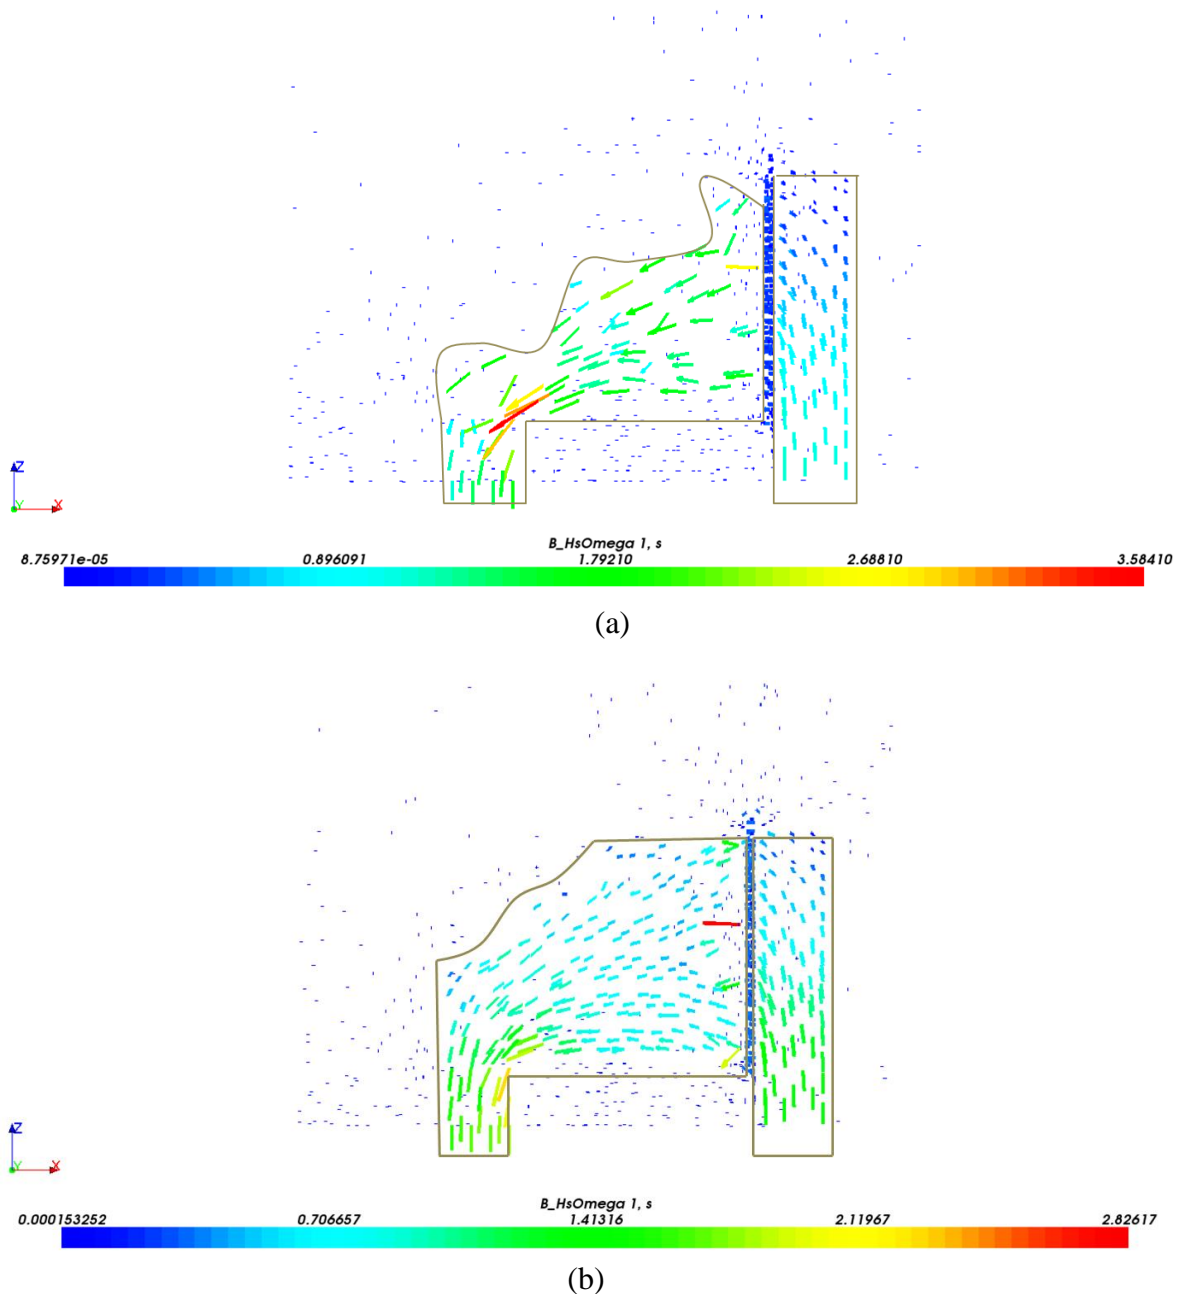 Z
Y
X
B_HsOmega 1, s
8.75971e-05 0.896091 1.79210 2.68810 3.58410
(a)
Z
Y
X
B_HsOmega 1, s
0.000153252 0.706657 1.41316 2.11967 2.82617
(b)